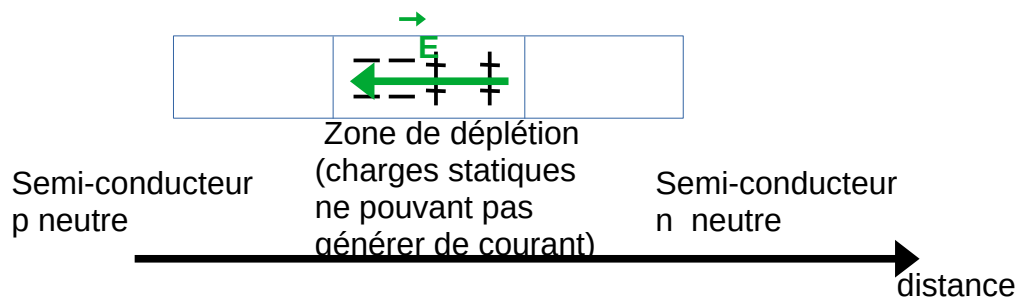 E
Zone de déplétion
(charges statiques
ne pouvant pas
générer de courant)
Semi-conducteur
p neutre
Semi-conducteur
n neutre
distance